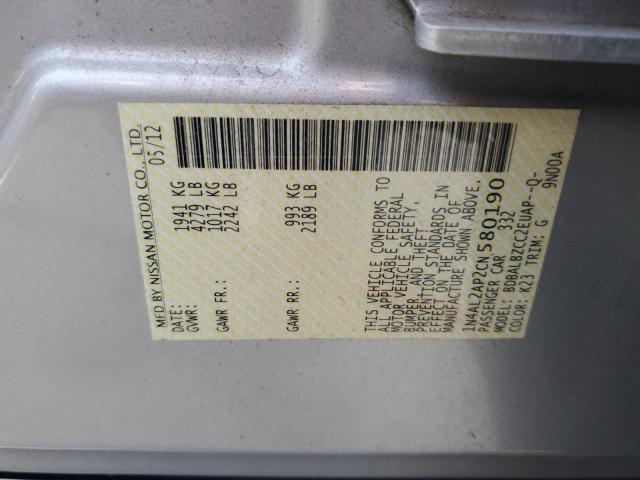 MFD BY NISSAN MOTOR CO., LTD.
05/12
GVWR: 1941 KG
4279 LB
GAWR FR: 1017 KG
2242 LB
GAWR RR: 993 KG
2189 LB
THIS VEHICLE CONFORMS TO
ALL APPLICABLE FEDERAL
MOTOR VEHICLE SAFETY,
BUMPER, AND THEFT
PREVENTION STANDARDS IN
EFFECT ON THE DATE OF
MANUFACTURE SHOWN ABOVE.
1N4AL2AP2CN580190
PASSENGER CAR 332
MODEL: BDBALBZCC2EUAP--Q-
COLOR: K23 TRIM: G 9N00A